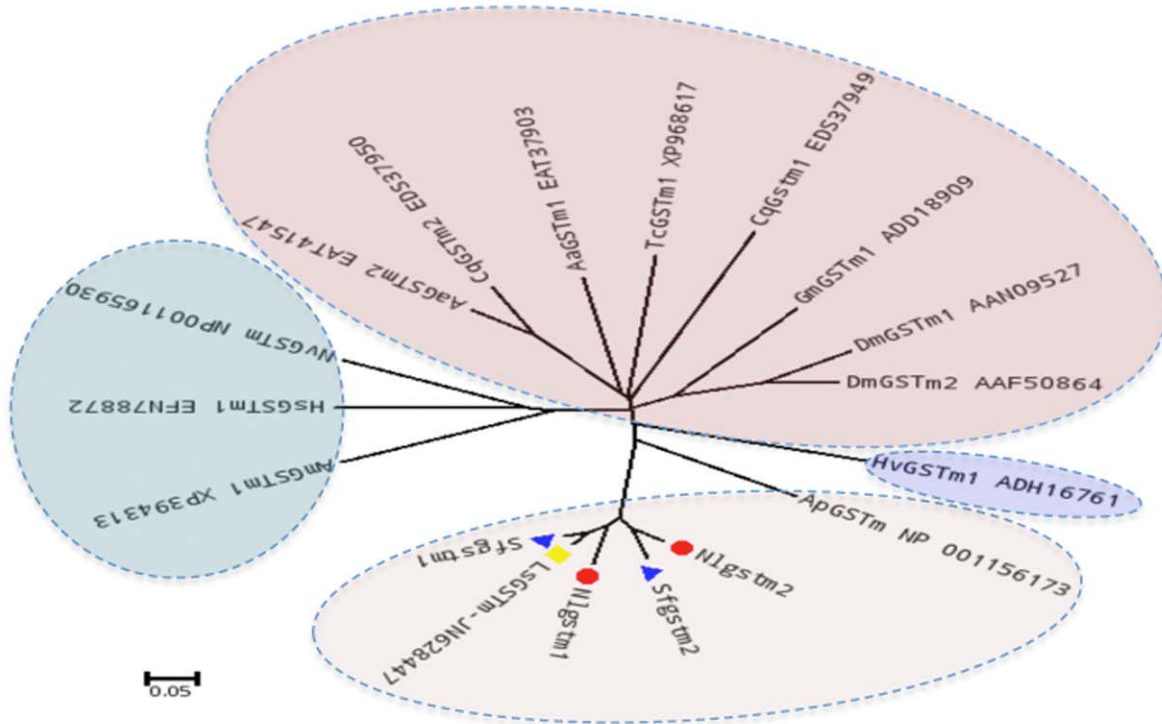 CqGstm1 EDS37949
TcGSTm1 XP968617
AaGSTm1 EAT37903
CqGSTm2 EDS37950
AaGSTm2 EAT41547
GmGSTm1 ADD18909
DmGSTm1 AAN09527
DmGSTm2 AAF50864
NvGSTm NP001165930
HsGSTm1 EFN78872
AmGSTm1 XP394313
HvGSTm1 ADH16761
ApGSTm NP 001156173
Sfgstm1
LsGSTm-JN628447
Nlgstm1
Sfgstm2
Nlgstm2
0.05